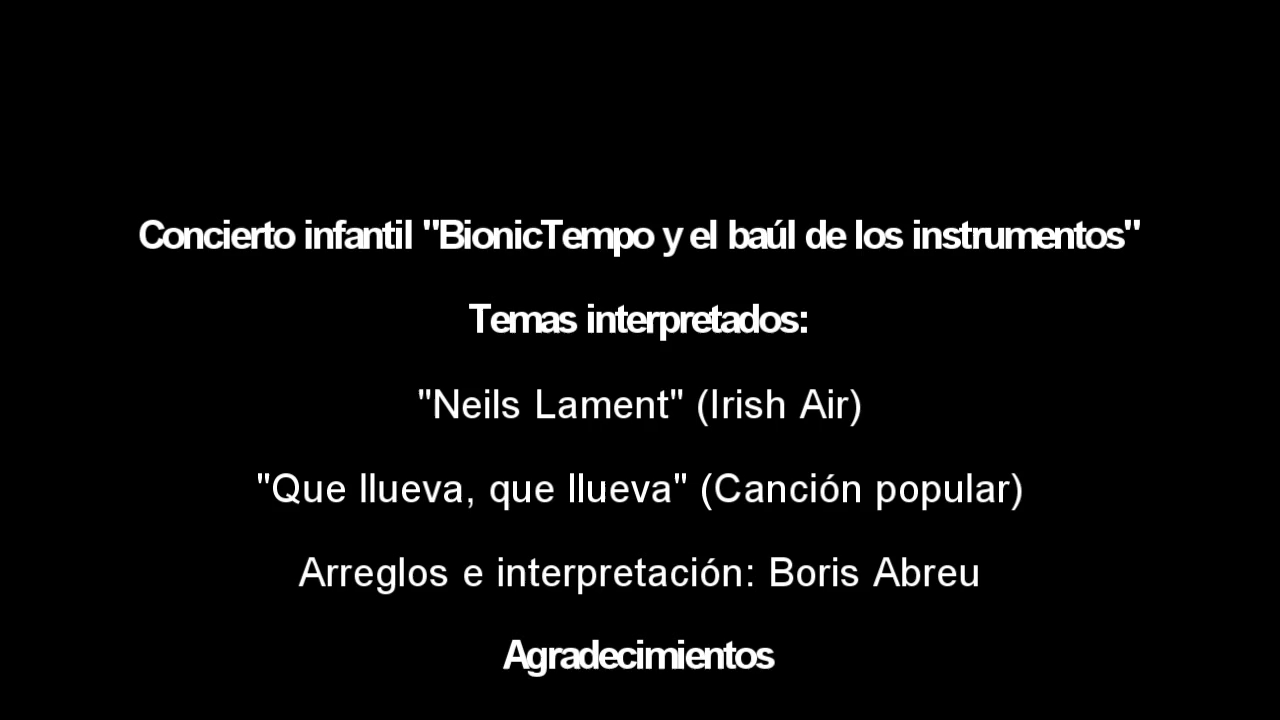 Concierto infantil "BionicTempo y el baúl de los instrumentos"
Temas interpretados:
"Neils Lament" (Irish Air)
"Que llueva, que llueva" (Canción popular)
Arreglos e interpretación: Boris Abreu
Agradecimientos